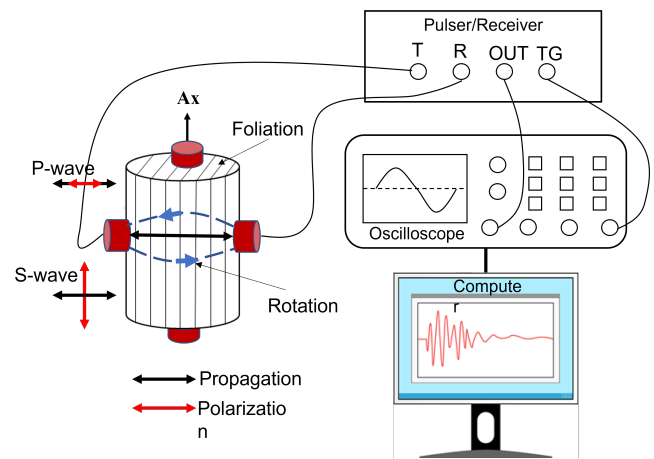 Pulser/Receiver
T R OUT TG
Ax
Foliation
P-wave
Oscilloscope
S-wave
Rotation
Compute
r
Propagation
Polarizatio
n